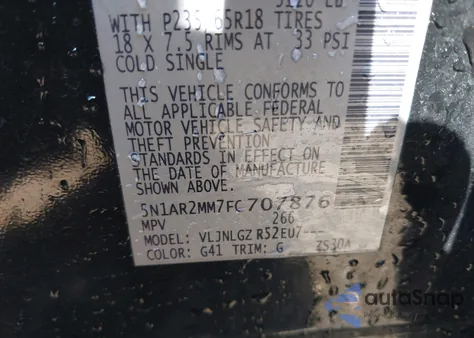 WITH P235/65R18 TIRES
18 X 7.5 RIMS AT 33 PSI
COLD SINGLE
THIS VEHICLE CONFORMS TO
ALL APPLICABLE FEDERAL
MOTOR VEHICLE SAFETY AND
THEFT PREVENTION
STANDARDS IN EFFECT ON
THE DATE OF MANUFACTURE
SHOWN ABOVE.
5N1AR2MM7FC707876
MPV 266
MODEL: VLJNLGZ R52EU7---
COLOR: G41 TRIM: G ZS30A
autoSnap